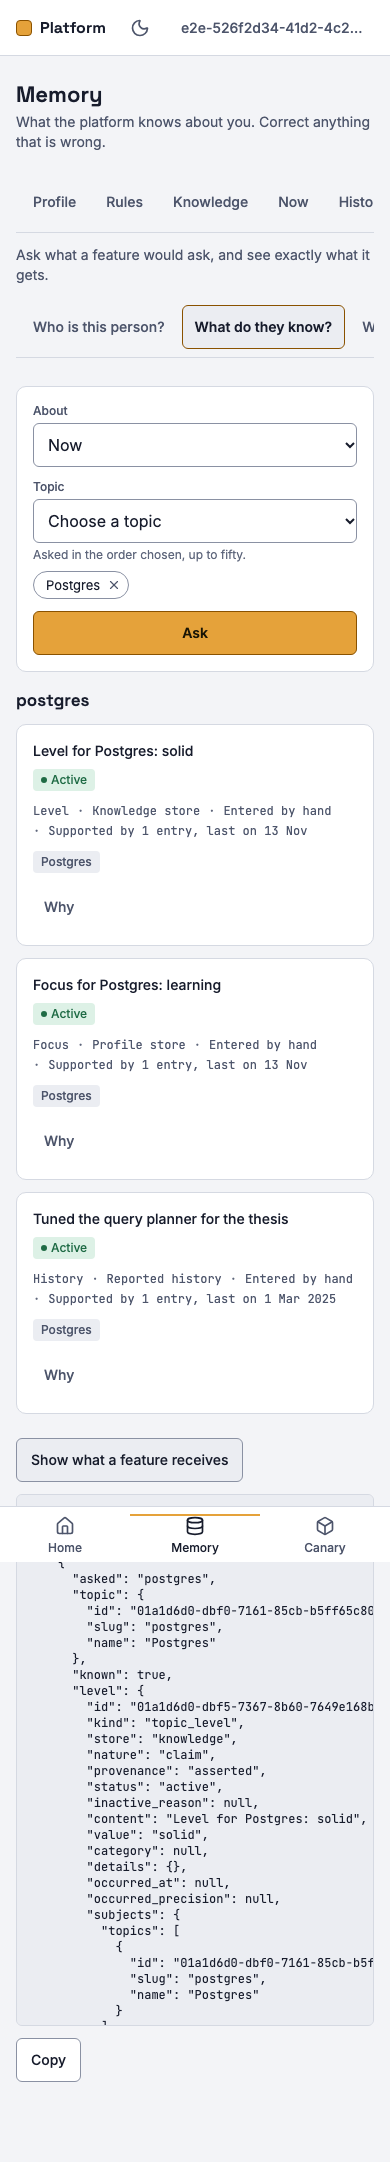 Platform
e2e-526f2d34-41d2-4c2...
Memory
What the platform knows about you. Correct anything
that is wrong.
Profile
Rules
Knowledge
Now
Histo
Ask what a feature would ask, and see exactly what it
gets.
Who is this person?
What do they know?
W
About
Now
Topic
Choose a topic
Asked in the order chosen, up to fifty.
Postgres ×
Ask
postgres
Level for Postgres: solid
Active
Level · Knowledge store · Entered by hand
· Supported by 1 entry, last on 13 Nov
Postgres
Why
Focus for Postgres: learning
Active
Focus · Profile store · Entered by hand
· Supported by 1 entry, last on 13 Nov
Postgres
Why
Tuned the query planner for the thesis
Active
History · Reported history · Entered by hand
· Supported by 1 entry, last on 1 Mar 2025
Postgres
Why
Show what a feature receives
Home
Memory
Canary
{
"asked": "postgres",
"topic": {
"id": "01a1d6d0-dbf0-7161-85cb-b5ff65c80
"slug": "postgres",
"name": "Postgres"
},
"known": true,
"level": {
"id": "01a1d6d0-dbf5-7367-8b60-7649e168b
"kind": "topic_level",
"store": "knowledge",
"nature": "claim",
"provenance": "asserted",
"status": "active",
"inactive_reason": null,
"content": "Level for Postgres: solid",
"value": "solid",
"category": null,
"details": {},
"occurred_at": null,
"occurred_precision": null,
"subjects": {
"topics": [
{
"id": "01a1d6d0-dbf0-7161-85cb-b5f
"slug": "postgres",
"name": "Postgres"
}
]
Copy